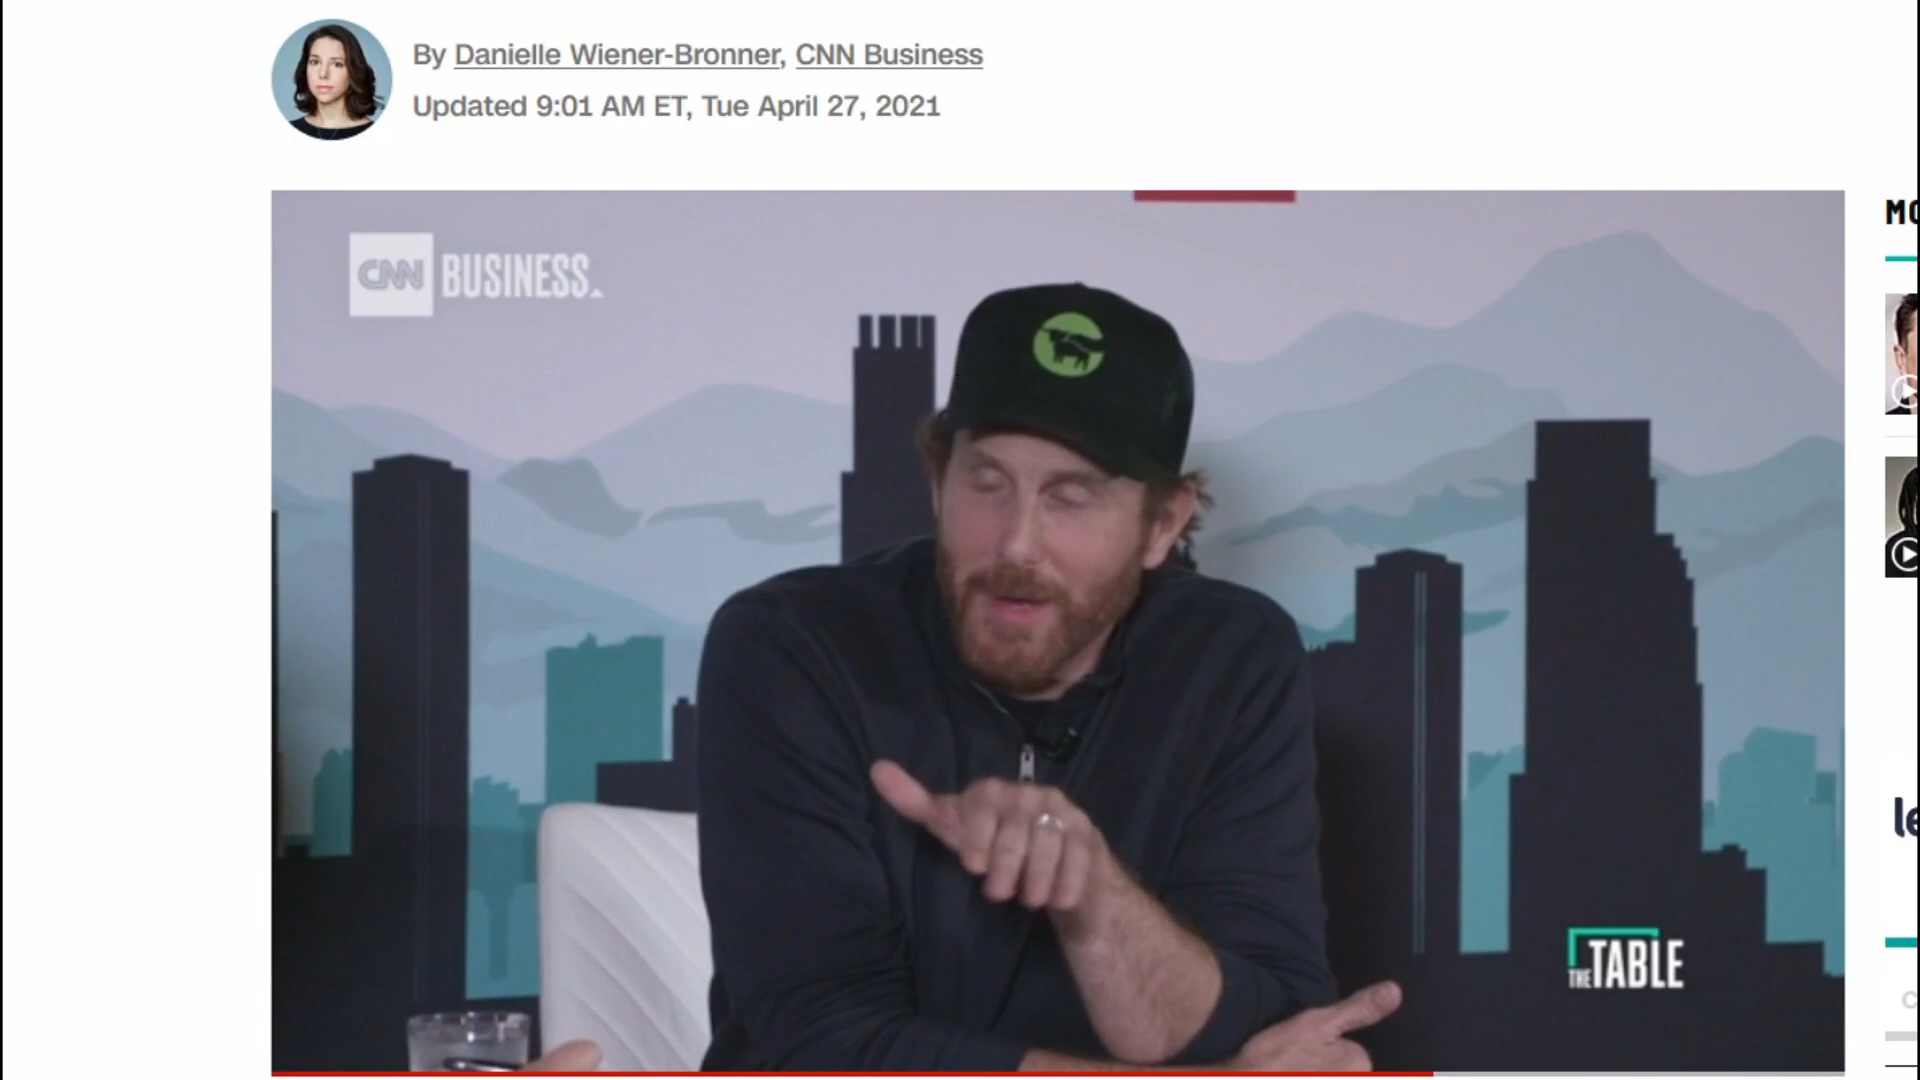 By Danielle Wiener-Bronner, CNN Business
Updated 9:01 AM ET, Tue April 27, 2021
CNN BUSINESS
THE TABLE